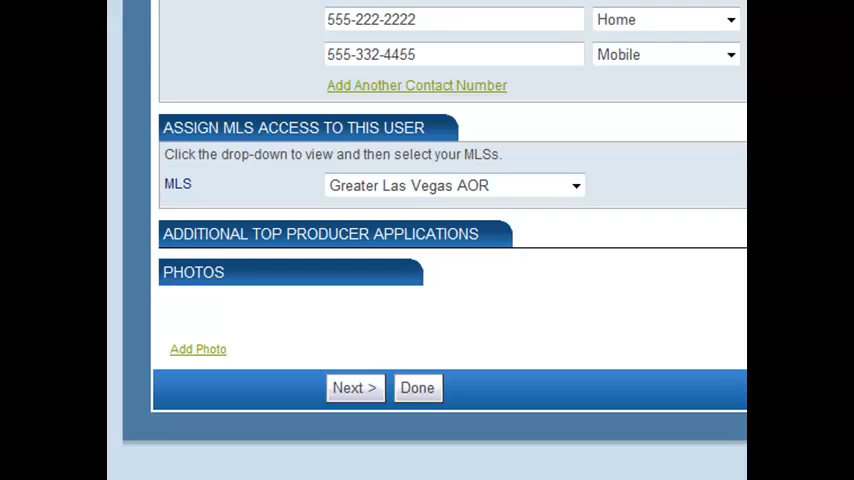 555-222-2222 Home
555-332-4455 Mobile
Add Another Contact Number
ASSIGN MLS ACCESS TO THIS USER
Click the drop-down to view and then select your MLSs.
MLS Greater Las Vegas AOR
ADDITIONAL TOP PRODUCER APPLICATIONS
PHOTOS
Add Photo
Next > Done